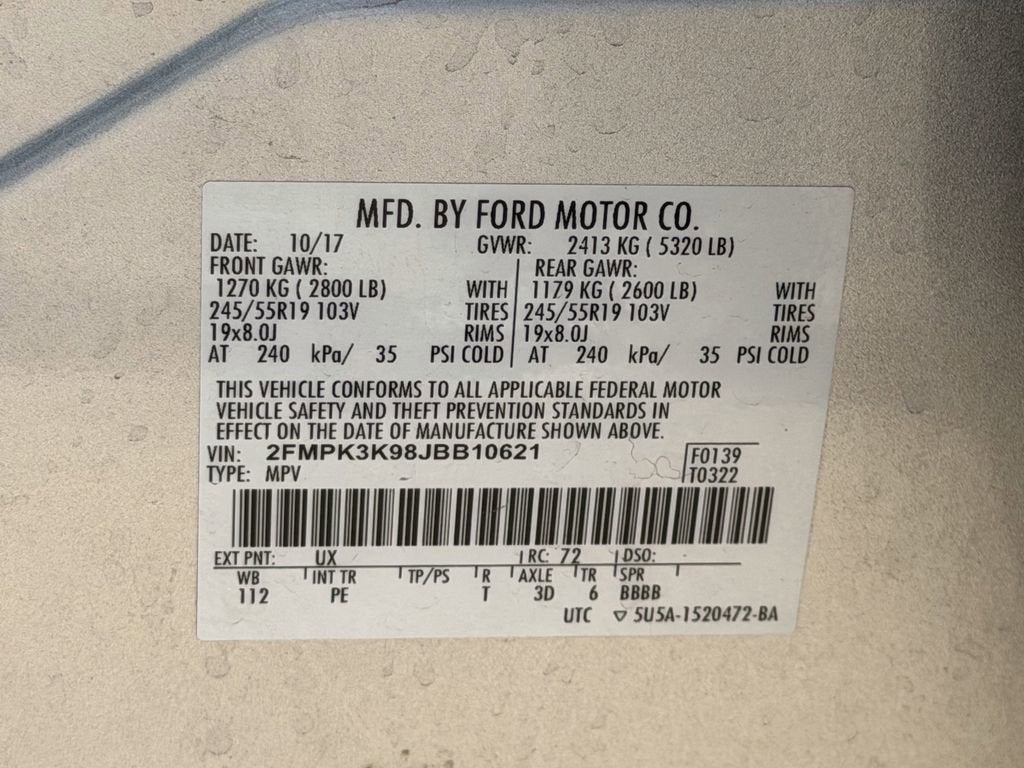 MFD. BY FORD MOTOR CO.
DATE: 10/17 GVWR: 2413 KG ( 5320 LB)
FRONT GAWR: REAR GAWR:
1270 KG ( 2800 LB) WITH 1179 KG ( 2600 LB) WITH
245/55R19 103V TIRES 245/55R19 103V TIRES
19x8.0J RIMS 19x8.0J RIMS
AT 240 kPa/ 35 PSI COLD AT 240 kPa/ 35 PSI COLD
THIS VEHICLE CONFORMS TO ALL APPLICABLE FEDERAL MOTOR
VEHICLE SAFETY AND THEFT PREVENTION STANDARDS IN
EFFECT ON THE DATE OF MANUFACTURE SHOWN ABOVE.
VIN: 2FMPK3K98JBB10621 F0139
TYPE: MPV T0322
EXT PNT: UX RC: 72 DSO:
WB INT TR TP/PS R AXLE TR SPR
112 PE T 3D 6 BBBB
UTC ▽ 5U5A-1520472-BA